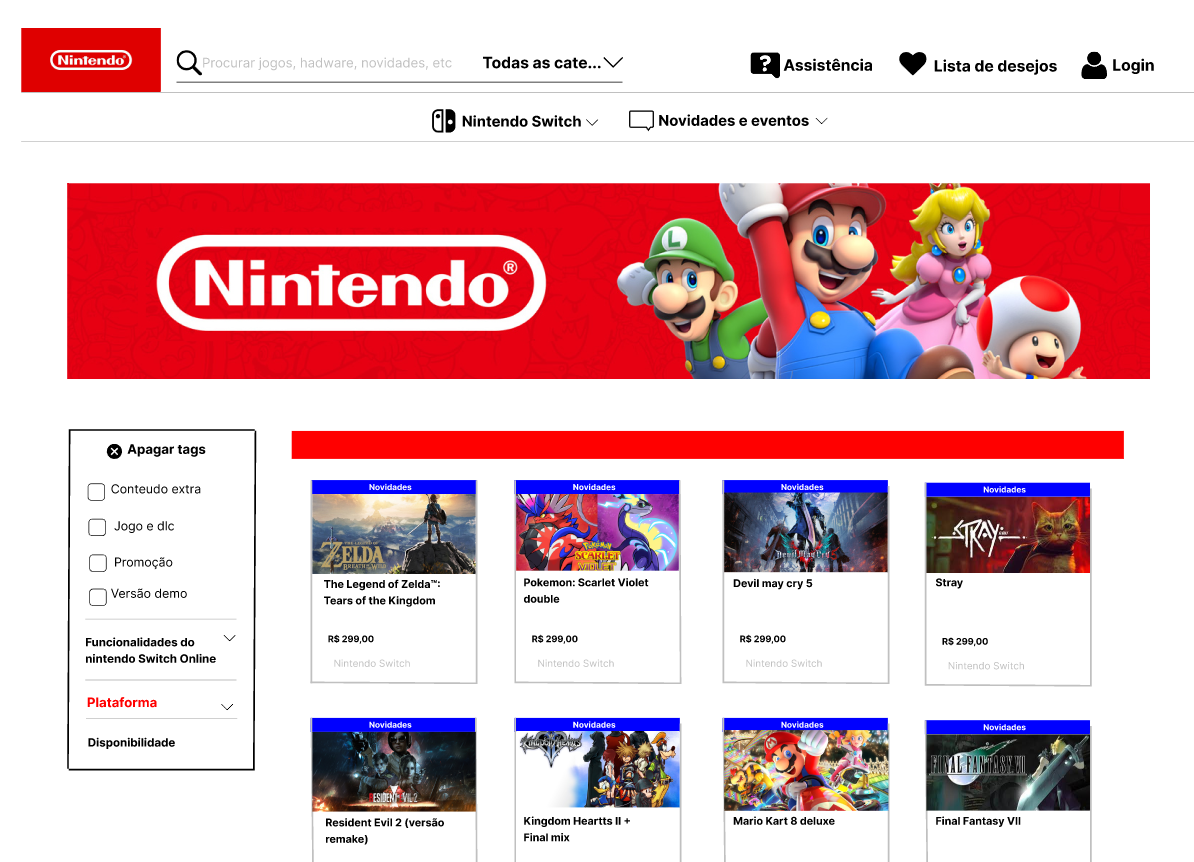 Nintendo
Procurar jogos, hadware, novidades, etc
Todas as cate...
Assistência
Lista de desejos
Login
Nintendo Switch
Novidades e eventos
Nintendo®
L
Apagar tags
Conteudo extra
Jogo e dlc
Promoção
Versão demo
Funcionalidades do
nintendo Switch Online
Plataforma
Disponibilidade
Novidades
THE LEGEND OF
ZELDA
The Legend of Zelda™:
Tears of the Kingdom
R$ 299,00
Nintendo Switch
Novidades
POKÉMON
SCARLET
VIOLET
Pokemon: Scarlet Violet
double
R$ 299,00
Nintendo Switch
Novidades
Devil May Cry 5
Devil may cry 5
R$ 299,00
Nintendo Switch
Novidades
STRAY
Stray
R$ 299,00
Nintendo Switch
Novidades
RESIDENT EVIL 2
Resident Evil 2 (versão
remake)
Novidades
KINGDOM HEARTS
Kingdom Heartts II +
Final mix
Novidades
Mario Kart 8 deluxe
Novidades
FINAL FANTASY VII
Final Fantasy VII